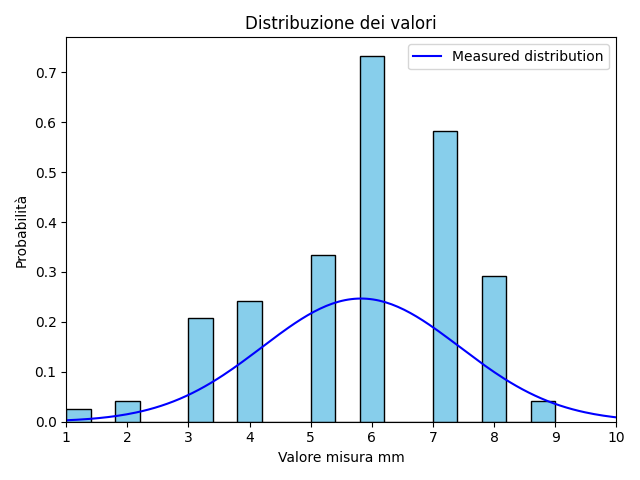 Distribuzione dei valori
Measured distribution
0.7
0.6
0.5
0.4
0.3
0.2
0.1
0.0
Probabilità
1 2 3 4 5 6 7 8 9 10
Valore misura mm